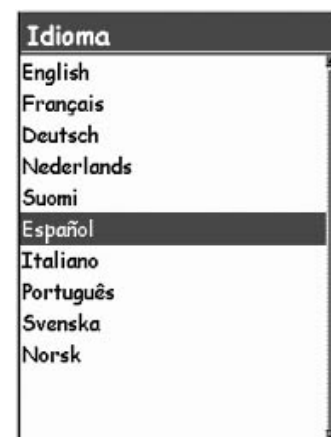 Idioma
English
Français
Deutsch
Nederlands
Suomi
Español
Italiano
Português
Svenska
Norsk